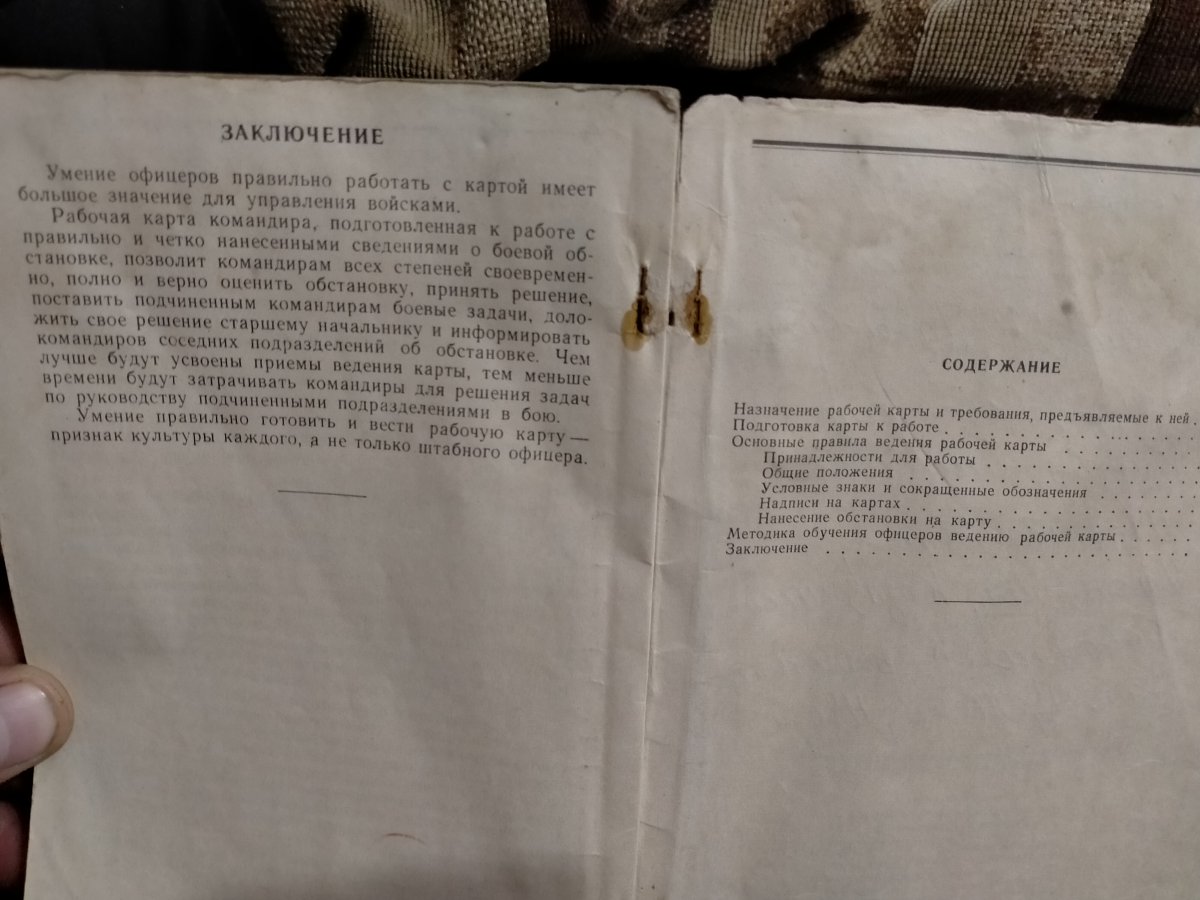 ЗАКЛЮЧЕНИЕ
Умение офицеров правильно работать с картой имеет
большое значение для управления войсками.
Рабочая карта командира, подготовленная к работе с
правильно и четко нанесенными сведениями о боевой об-
становке, позволит командирам всех степеней своевремен-
но, полно и верно оценить обстановку, принять решение,
поставить подчиненным командирам боевые задачи, доло-
жить свое решение старшему начальнику и информировать
командиров соседних подразделений об обстановке. Чем
лучше будут усвоены приемы ведения карты, тем меньше
времени будут затрачивать командиры для решения задач
по руководству подчиненными подразделениями в бою.
Умение правильно готовить и вести рабочую карту —
признак культуры каждого, а не только штабного офицера.
СОДЕРЖАНИЕ
Назначение рабочей карты и требования, предъявляемые к ней .
Подготовка карты к работе . . . . . . . . . . . . . .
Основные правила ведения рабочей карты . . . . . . . . .
Принадлежности для работы . . . . . . . . . . . . .
Общие положения . . . . . . . . . . . . . . . . .
Условные знаки и сокращенные обозначения . . . . . . .
Надписи на картах . . . . . . . . . . . . . . . . .
Нанесение обстановки на карту . . . . . . . . . . . .
Методика обучения офицеров ведению рабочей карты . . . . .
Заключение . . . . . . . . . . . . . . . . . . . . .